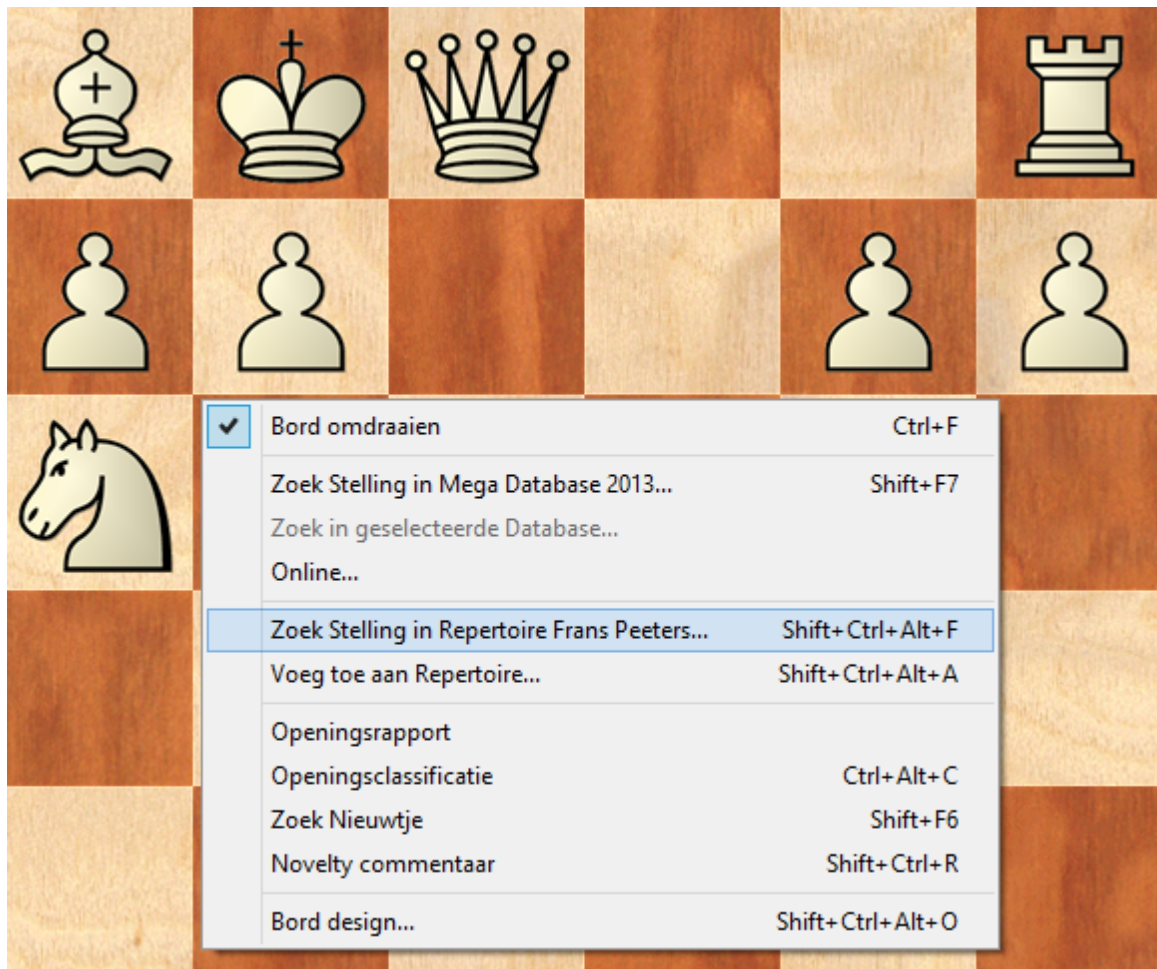 Bord omdraaien Ctrl+F
Zoek Stelling in Mega Database 2013... Shift+F7
Zoek in geselecteerde Database...
Online...
Zoek Stelling in Repertoire Frans Peeters... Shift+Ctrl+Alt+F
Voeg toe aan Repertoire... Shift+Ctrl+Alt+A
Openingsrapport
Openingsclassificatie Ctrl+Alt+C
Zoek Nieuwtje Shift+F6
Novelty commentaar Shift+Ctrl+R
Bord design... Shift+Ctrl+Alt+O